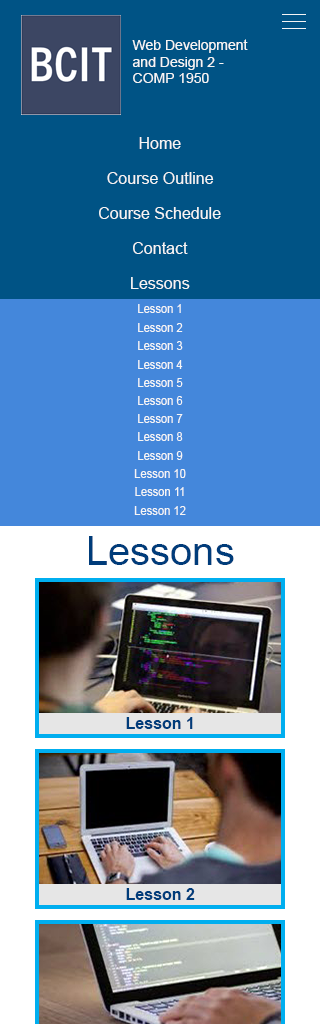 BCIT
Web Development
and Design 2 -
COMP 1950
Home
Course Outline
Course Schedule
Contact
Lessons
Lesson 1
Lesson 2
Lesson 3
Lesson 4
Lesson 5
Lesson 6
Lesson 7
Lesson 8
Lesson 9
Lesson 10
Lesson 11
Lesson 12
Lessons
Lesson 1
Lesson 2